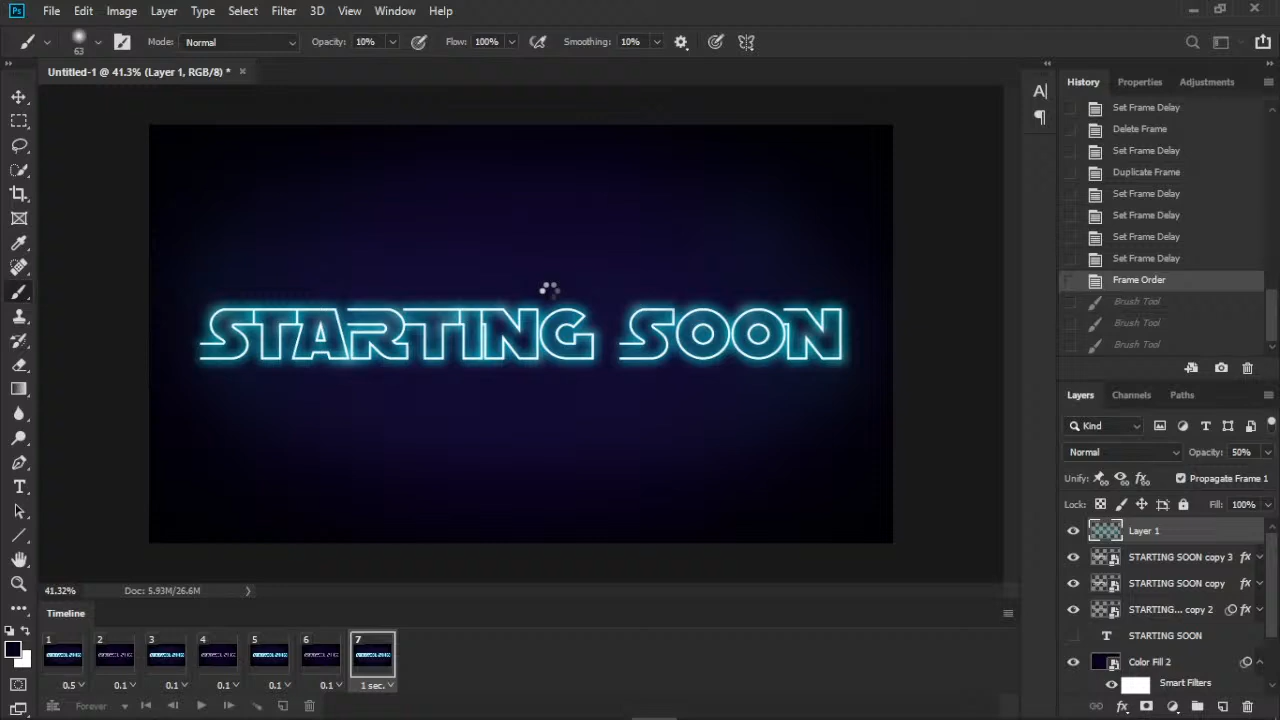 Ps File Edit Image Layer Type Select Filter 3D View Window Help
63 Mode: Normal Opacity: 10% Flow: 100% Smoothing: 10%
Untitled-1 @ 41.3% (Layer 1, RGB/8) * ×
History Properties Adjustments
Set Frame Delay
Delete Frame
Set Frame Delay
Duplicate Frame
Set Frame Delay
Set Frame Delay
Set Frame Delay
Set Frame Delay
Frame Order
Brush Tool
Brush Tool
Brush Tool
STARTING SOON
Layers Channels Paths
Kind
Normal Opacity: 50%
Unify: Propagate Frame 1
Lock: Fill: 100%
Layer 1
STARTING SOON copy 3 fx
STARTING SOON copy fx
STARTING... copy 2 fx
T STARTING SOON
Color Fill 2
Smart Filters
41.32% Doc: 5.93M/26.6M
Timeline
1 2 3 4 5 6 7
0.5 0.1 0.1 0.1 0.1 0.1 1 sec.
Forever